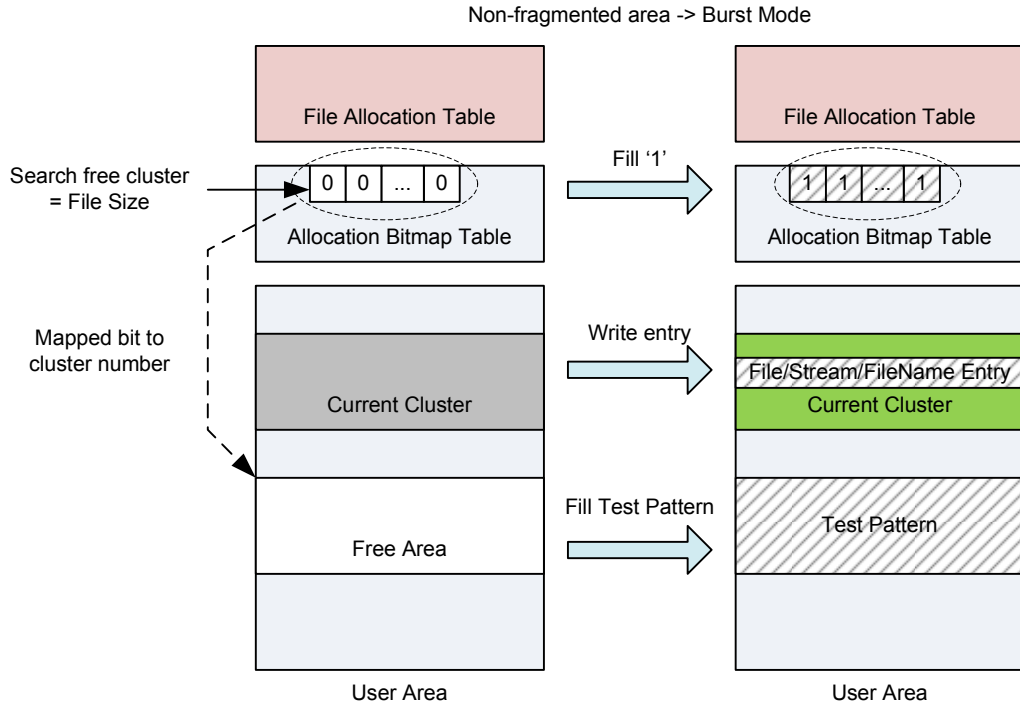 Non-fragmented area -> Burst Mode
File Allocation Table
File Allocation Table
Search free cluster
= File Size
0 0 ... 0
Fill ‘1’
1 1 ... 1
Allocation Bitmap Table
Allocation Bitmap Table
Mapped bit to
cluster number
Write entry
File/Stream/FileName Entry
Current Cluster
Current Cluster
Fill Test Pattern
Free Area
Test Pattern
User Area
User Area